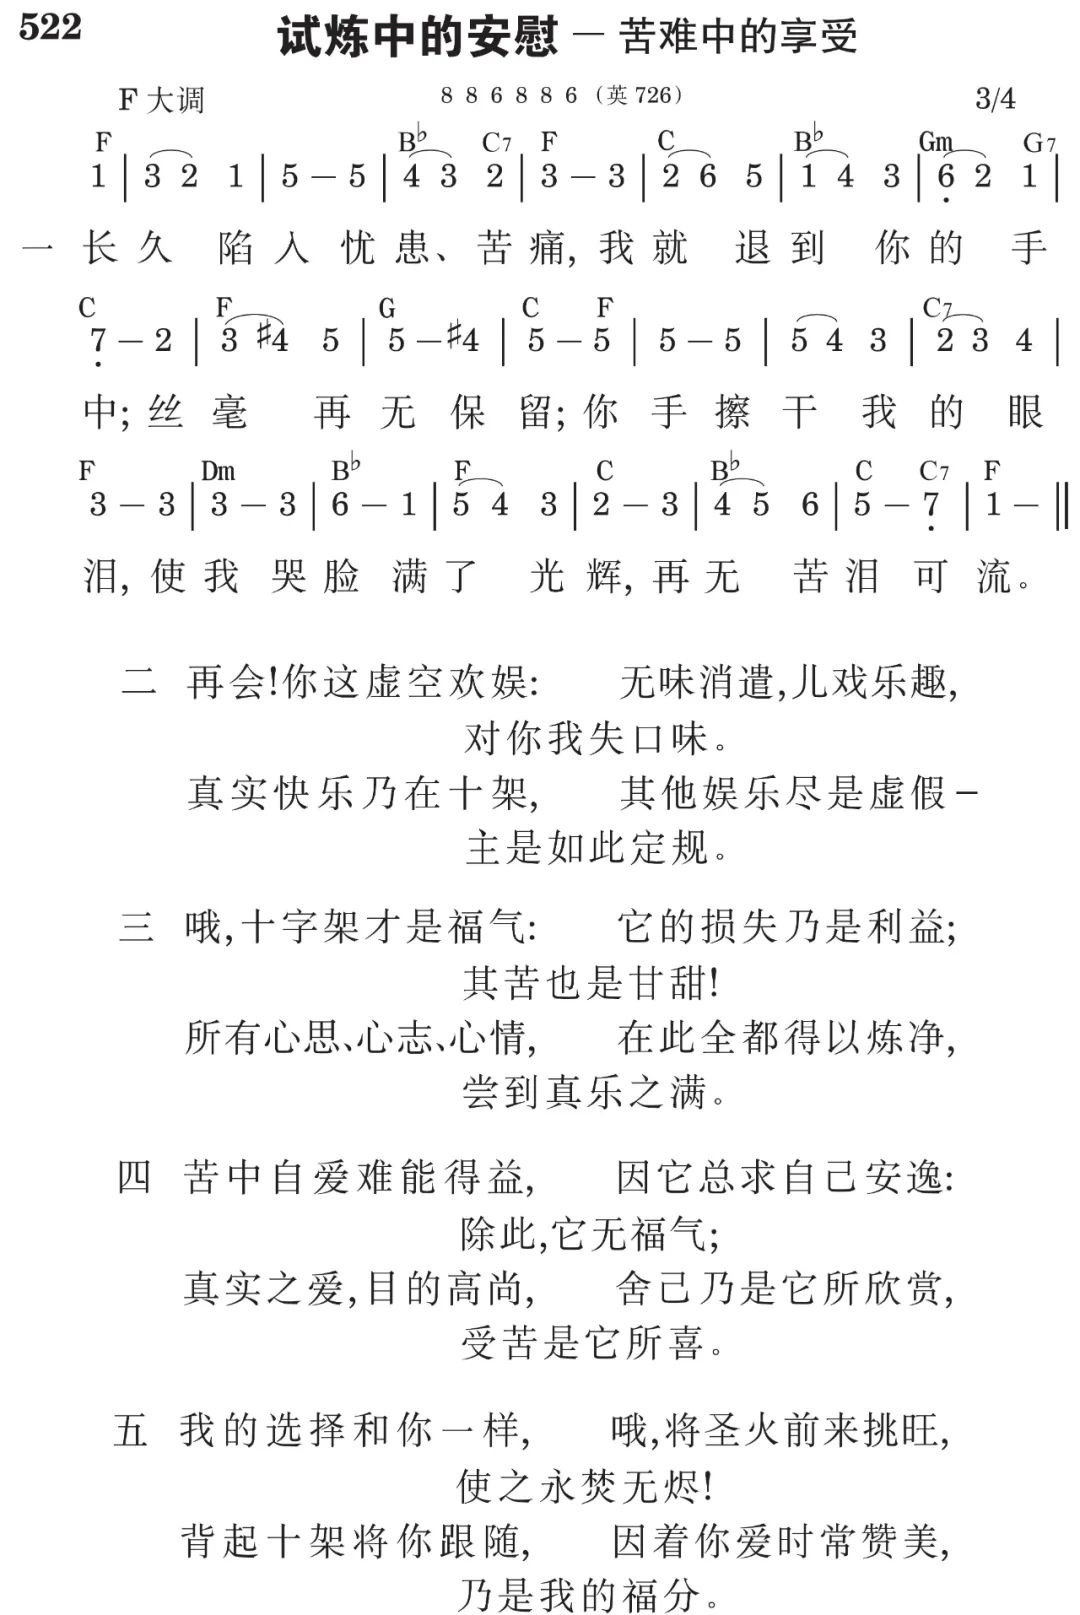 522 试炼中的安慰－苦难中的享受
F 大调 8 8 6 8 8 6（英 726） 3/4
F B♭ C7 F C B♭ Gm G7
1 | 3 2 1 | 5 － 5 | 4 3 2 | 3 － 3 | 2 6 5 | 1 4 3 | 6̣ 2 1 |
一 长久 陷入忧患、苦痛, 我就 退到 你的 手
C F G C F C7
7̣ － 2 | 3 ♯4 5 | 5 －♯4 | 5 － 5 | 5 － 5 | 5 4 3 | 2 3 4 |
中; 丝毫 再无保留; 你手擦干我的眼
F Dm B♭ F C B♭ C C7 F
3 － 3 | 3 － 3 | 6 － 1 | 5 4 3 | 2 － 3 | 4 5 6 | 5 － 7̣ | 1 － ‖
泪, 使我 哭脸 满了 光辉, 再无 苦泪可流。
二 再会!你这虚空欢娱: 无味消遣,儿戏乐趣,
对你我失口味。
真实快乐乃在十架, 其他娱乐尽是虚假－
主是如此定规。
三 哦,十字架才是福气: 它的损失乃是利益;
其苦也是甘甜!
所有心思、心志、心情, 在此全都得以炼净,
尝到真乐之满。
四 苦中自爱难能得益, 因它总求自己安逸:
除此,它无福气;
真实之爱,目的高尚, 舍己乃是它所欣赏,
受苦是它所喜。
五 我的选择和你一样, 哦,将圣火前来挑旺,
使之永焚无烬!
背起十架将你跟随, 因着你爱时常赞美,
乃是我的福分。